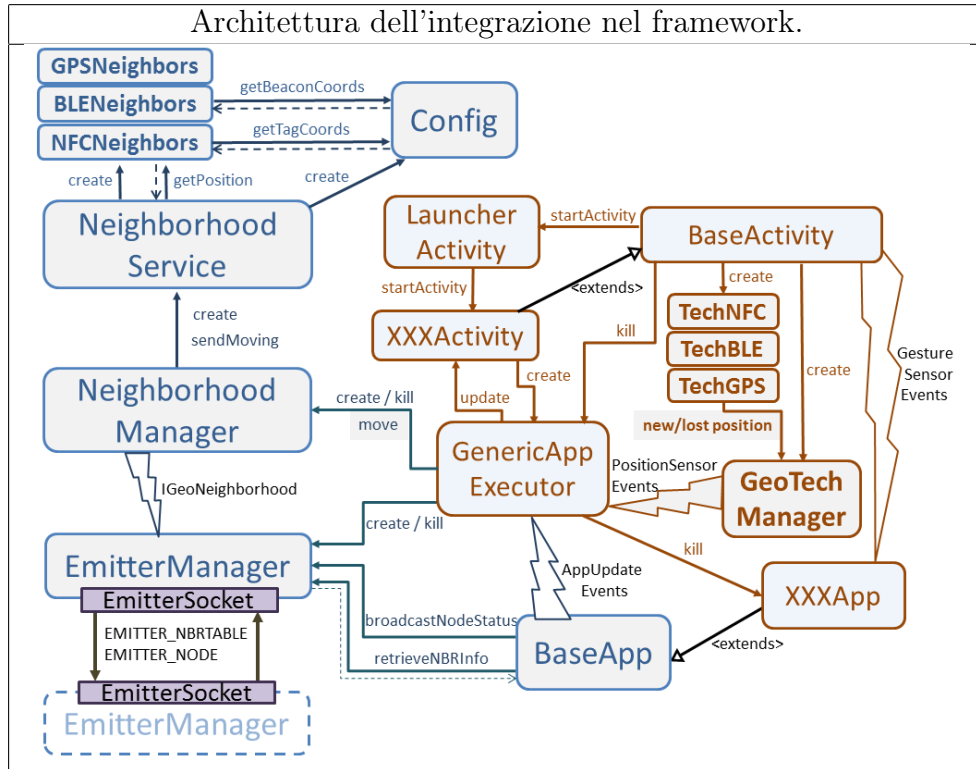 Architettura dell'integrazione nel framework.
GPSNeighbors
BLENeighbors
NFCNeighbors
getBeaconCoords
getTagCoords
Config
create
getPosition
create
Neighborhood
Service
create
sendMoving
Neighborhood
Manager
IGeoNeighborhood
EmitterManager
EmitterSocket
EMITTER_NBRTABLE
EMITTER_NODE
EmitterSocket
EmitterManager
Launcher
Activity
startActivity
BaseActivity
startActivity
<extends>
XXXActivity
create
update
kill
create
TechNFC
TechBLE
TechGPS
create
Gesture
Sensor
Events
new/lost position
create / kill
move
GenericApp
Executor
PositionSensor
Events
GeoTech
Manager
create / kill
AppUpdate
Events
kill
XXXApp
broadcastNodeStatus
retrieveNBRInfo
BaseApp
<extends>